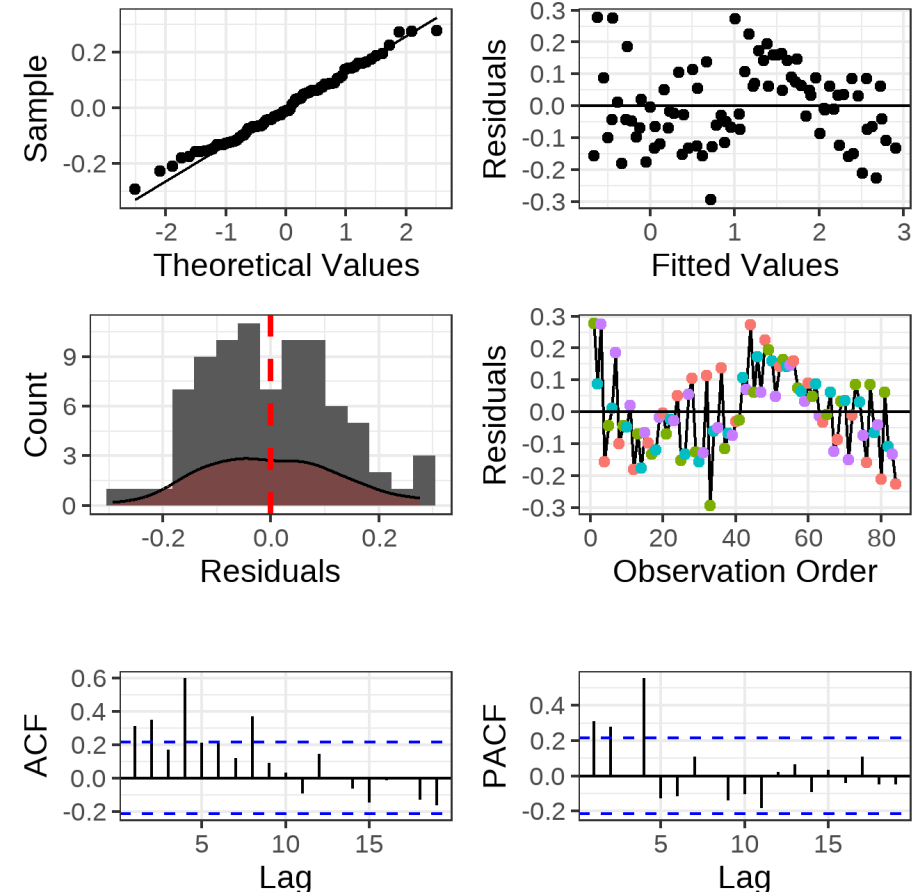 Sample
0.2
0.0
-0.2
-2 -1 0 1 2
Theoretical Values
Residuals
0.3
0.2
0.1
0.0
-0.1
-0.2
-0.3
0 1 2 3
Fitted Values
Count
9
6
3
0
-0.2 0.0 0.2
Residuals
Residuals
0.3
0.2
0.1
0.0
-0.1
-0.2
-0.3
0 20 40 60 80
Observation Order
ACF
0.6
0.4
0.2
0.0
-0.2
5 10 15
Lag
PACF
0.4
0.2
0.0
-0.2
5 10 15
Lag